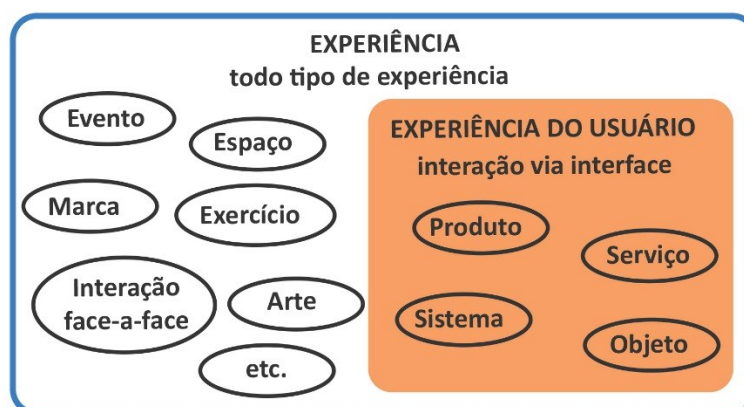 EXPERIÊNCIA
todo tipo de experiência
Evento
Espaço
Marca
Exercício
Interação
face-a-face
Arte
etc.
EXPERIÊNCIA DO USUÁRIO
interação via interface
Produto
Serviço
Sistema
Objeto